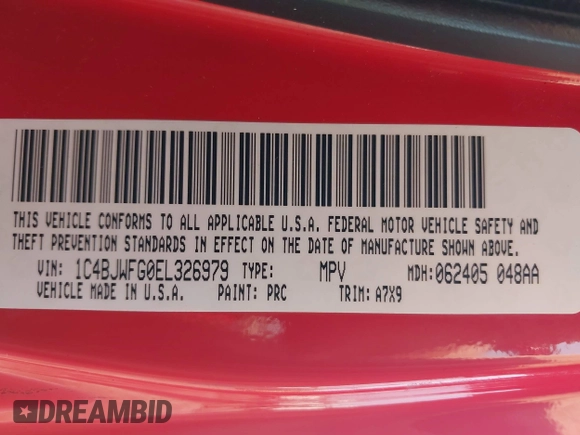 THIS VEHICLE CONFORMS TO ALL APPLICABLE U.S.A. FEDERAL MOTOR VEHICLE SAFETY AND
THEFT PREVENTION STANDARDS IN EFFECT ON THE DATE OF MANUFACTURE SHOWN ABOVE.
VIN: 1C4BJWFG0EL326979 TYPE: MPV MDH:062405 048AA
VEHICLE MADE IN U.S.A. PAINT: PRC TRIM: A7X9
DREAMBID